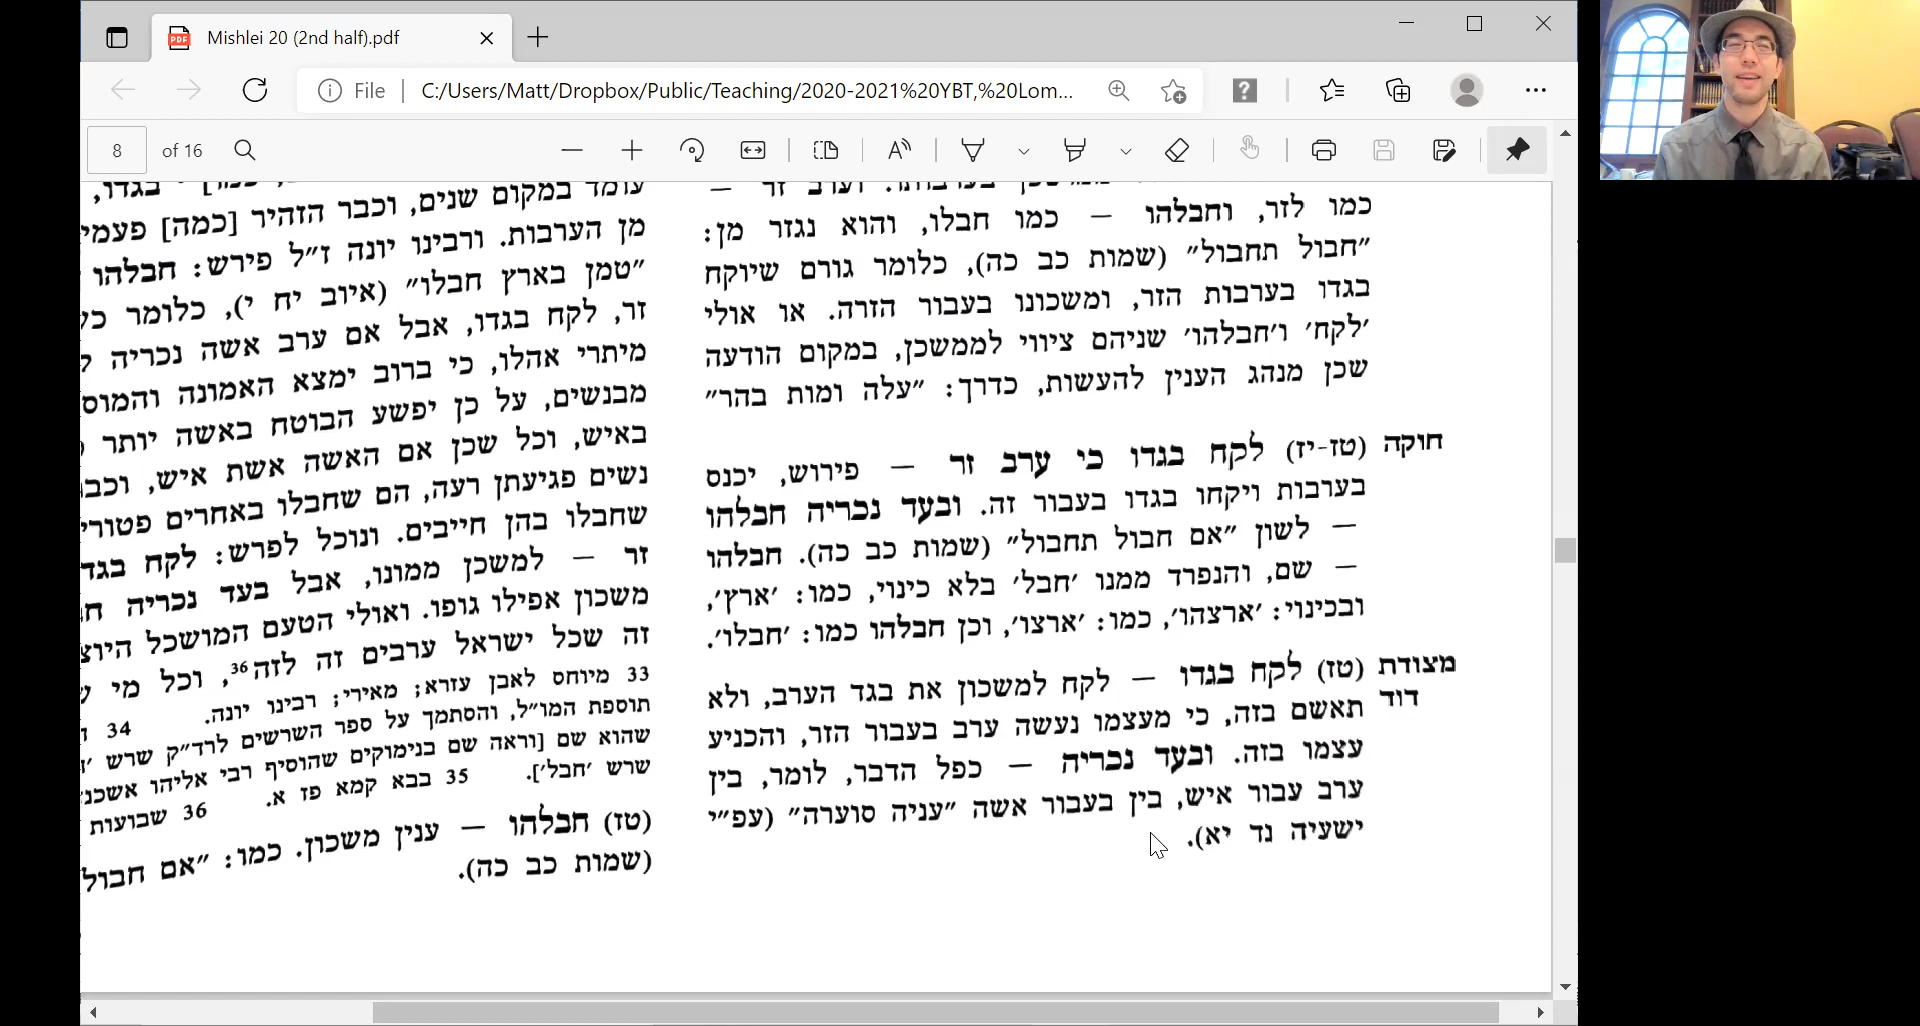 Mishlei 20 (2nd half).pdf
File
C:/Users/Matt/Dropbox/Public/Teaching/2020-2021%20YBT,%20Lom...
8 of 16
וערב זר –
כמו לזר, וחבלהו – כמו חבלו, והוא נגזר מן:
״חבול תחבול״ (שמות כב כה), כלומר גורם שיוקח
בגדו בערבות הזר, ומשכונו בעבור הזרה. או אולי
׳לקח׳ ו׳חבלהו׳ שניהם ציווי לממשכן, במקום הודעה
שכן מנהג הענין להעשות, כדרך: ״עלה ומות בהר״
חוקה (טז-יז) לקח בגדו כי ערב זר – פירוש, יכנס
בערבות ויקחו בגדו בעבור זה. ובעד נכריה חבלהו
– לשון ״אם חבול תחבול״ (שמות כב כה). חבלהו
– שם, והנפרד ממנו ׳חבל׳ בלא כינוי, כמו: ׳ארץ׳,
ובכינוי: ׳ארצהו׳, כמו: ׳ארצו׳, וכן חבלהו כמו: ׳חבלו׳.
מצודת דוד (טז) לקח בגדו – לקח למשכון את בגד הערב, ולא
תאשם בזה, כי מעצמו נעשה ערב בעבור הזר, והכניע
עצמו בזה. ובעד נכריה – כפל הדבר, לומר, בין
ערב עבור איש, בין בעבור אשה ״עניה סוערה״ (עפ״י
ישעיה נד יא).
בגדו,
עומד במקום שנים, וכבר הזהיר [כמה] פעמי
מן הערבות. ורבינו יונה ז״ל פירש: חבלהו
״טמן בארץ חבלו״ (איוב יח י), כלומר
זר, לקח בגדו, אבל אם ערב אשה נכריה
מיתרי אהלו, כי ברוב ימצא האמונה והמוס
מבנשים, על כן יפשע הבוטח באשה יותר
באיש, וכל שכן אם האשה אשת איש, וכב
נשים פגיעתן רעה, הם שחבלו באחרים פטורי
שחבלו בהן חייבים. ונוכל לפרש: לקח בגד
זר – למשכן ממונו, אבל בעד נכריה
משכון אפילו גופו. ואולי הטעם המושכל היוצ
זה שכל ישראל ערבים זה לזה36, וכל מי
33 מיוחס לאבן עזרא; מאירי; רבינו יונה. 34
תוספת המו״ל, והסתמך על ספר השרשים לרד״ק שרש
שהוא שם [וראה שם בנימוקים שהוסיף רבי אליהו אשכנ
שרש ׳חבל׳]. 35 בבא קמא פז א. 36 שבועות
(טז) חבלהו – ענין משכון. כמו: ״אם חבול
(שמות כב כה).